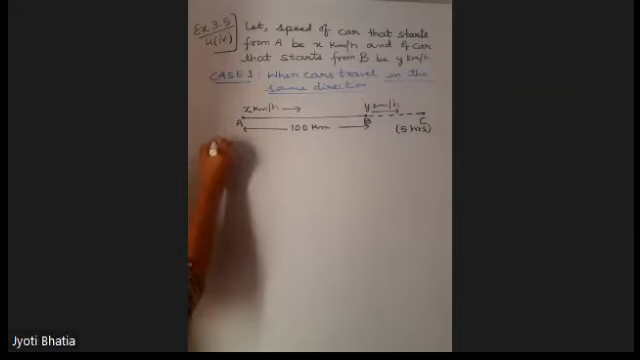 Ex 3.5
4(iv)
Let, speed of car that starts
from A be x km/h and of car
that starts from B be y km/h
CASE 1: When cars travel in the
same direction
x km/h
y km/h
A
B
C
100 Km
(5 hrs)
Jyoti Bhatia